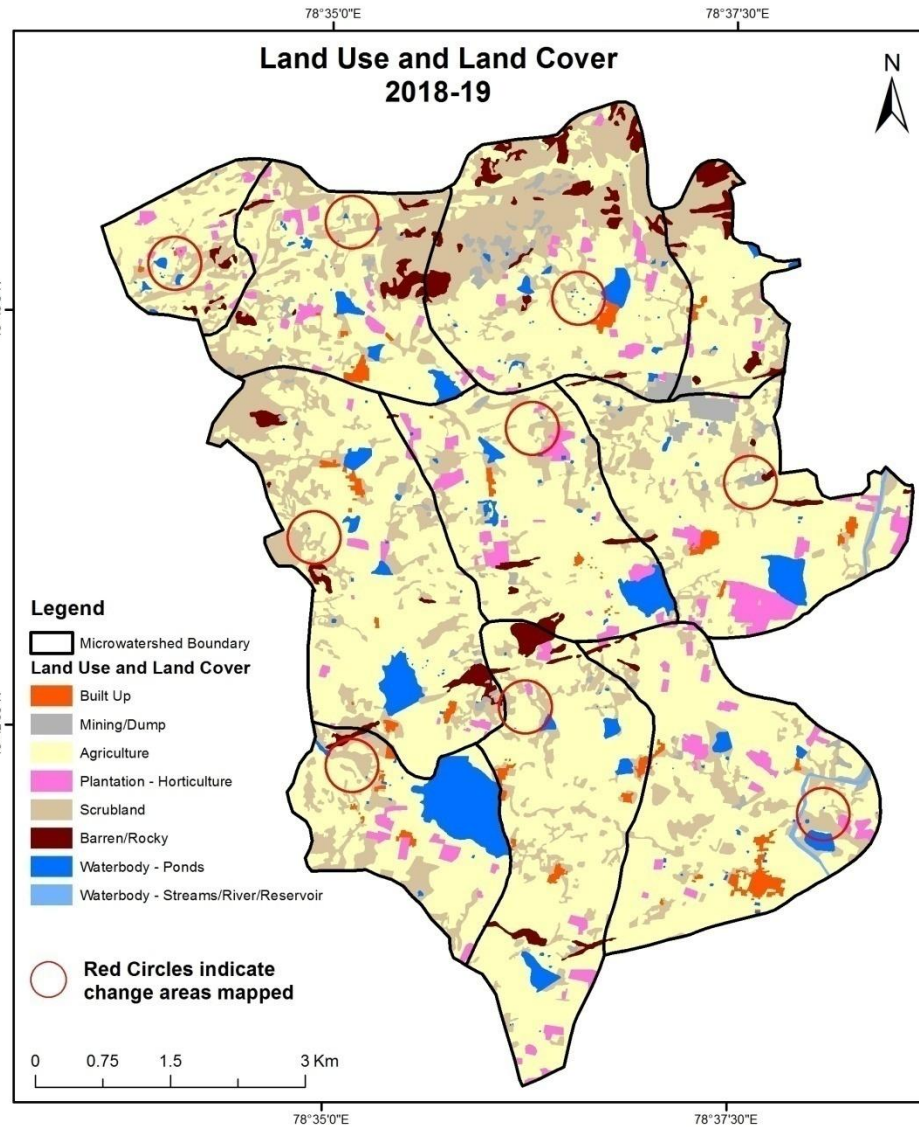 78°35'0"E
78°37'30"E
Land Use and Land Cover
2018-19
N
Legend
Microwatershed Boundary
Land Use and Land Cover
Built Up
Mining/Dump
Agriculture
Plantation - Horticulture
Scrubland
Barren/Rocky
Waterbody - Ponds
Waterbody - Streams/River/Reservoir
Red Circles indicate
change areas mapped
0 0.75 1.5 3 Km
78°35'0"E
78°37'30"E